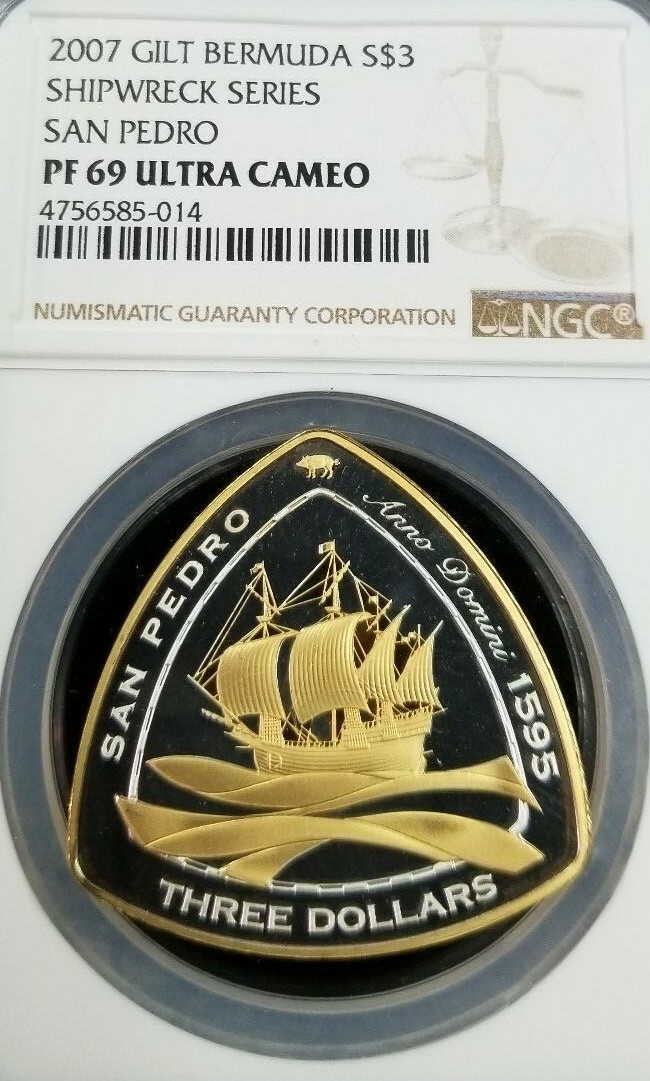 2007 GILT BERMUDA S$3
SHIPWRECK SERIES
SAN PEDRO
PF 69 ULTRA CAMEO
4756585-014
NUMISMATIC GUARANTY CORPORATION
NGC®
SAN PEDRO
Anno Domini 1595
THREE DOLLARS